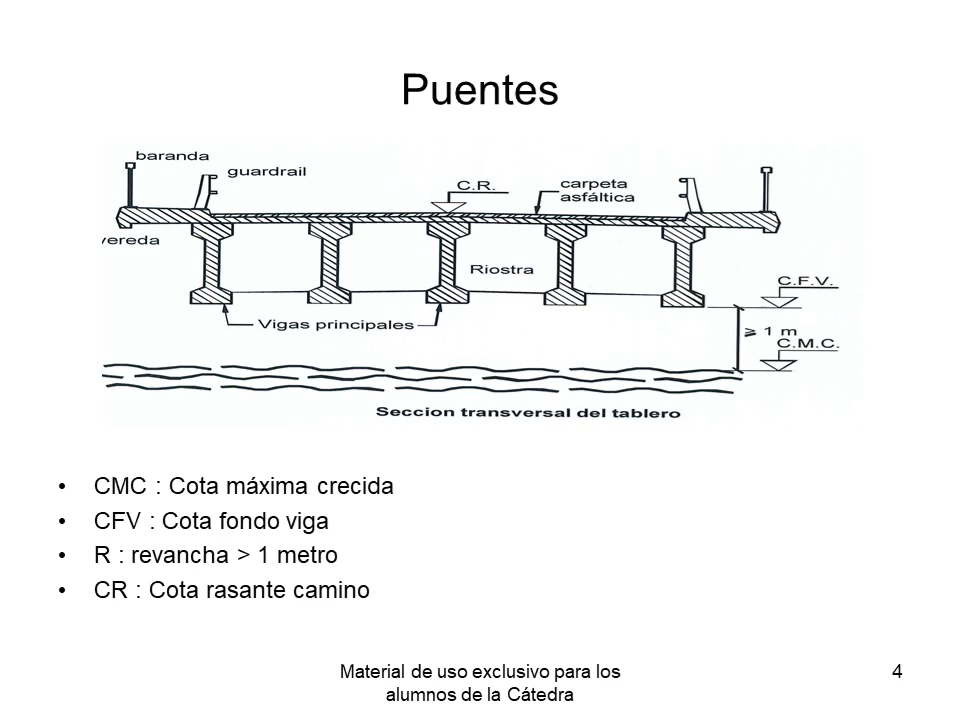 Puentes
baranda
guardrail
C.R.
carpeta
asfáltica
vereda
Riostra
C.F.V.
Vigas principales
≥ 1 m
C.M.C.
Seccion transversal del tablero
• CMC : Cota máxima crecida
• CFV : Cota fondo viga
• R : revancha > 1 metro
• CR : Cota rasante camino
Material de uso exclusivo para los
alumnos de la Cátedra
4